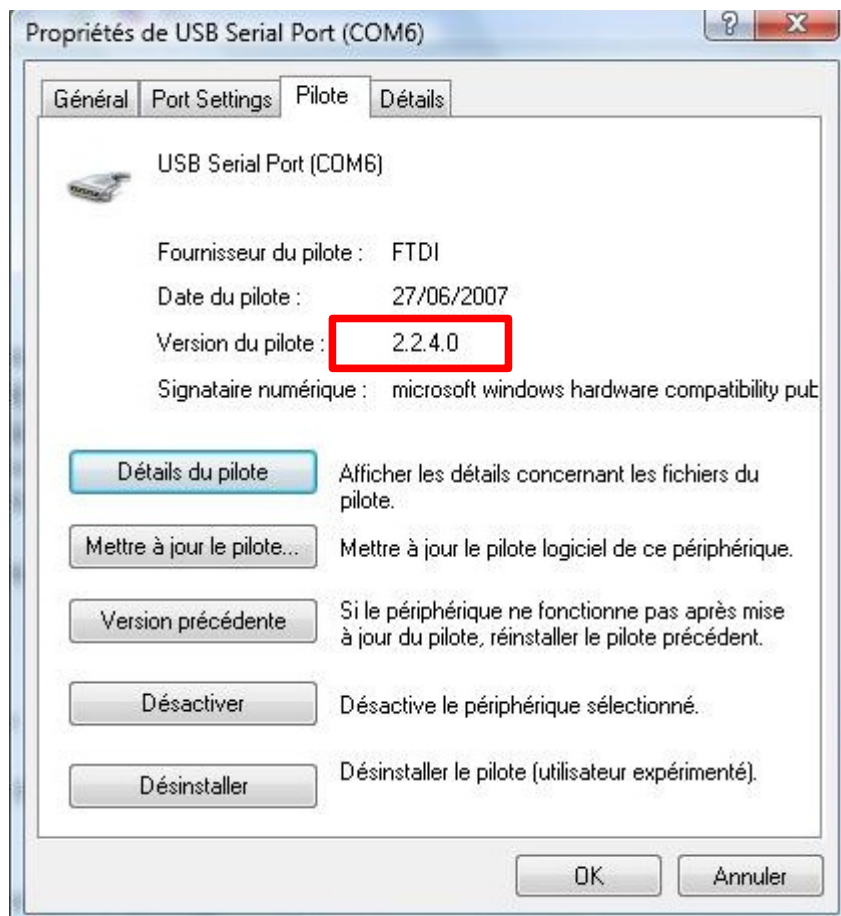 Propriétés de USB Serial Port (COM6)
Général Port Settings Pilote Détails
USB Serial Port (COM6)
Fournisseur du pilote : FTDI
Date du pilote : 27/06/2007
Version du pilote : 2.2.4.0
Signataire numérique : microsoft windows hardware compatibility pub
Détails du pilote
Afficher les détails concernant les fichiers du
pilote.
Mettre à jour le pilote...
Mettre à jour le pilote logiciel de ce périphérique.
Version précédente
Si le périphérique ne fonctionne pas après mise
à jour du pilote, réinstaller le pilote précédent.
Désactiver
Désactive le périphérique sélectionné.
Désinstaller
Désinstaller le pilote (utilisateur expérimenté).
OK Annuler